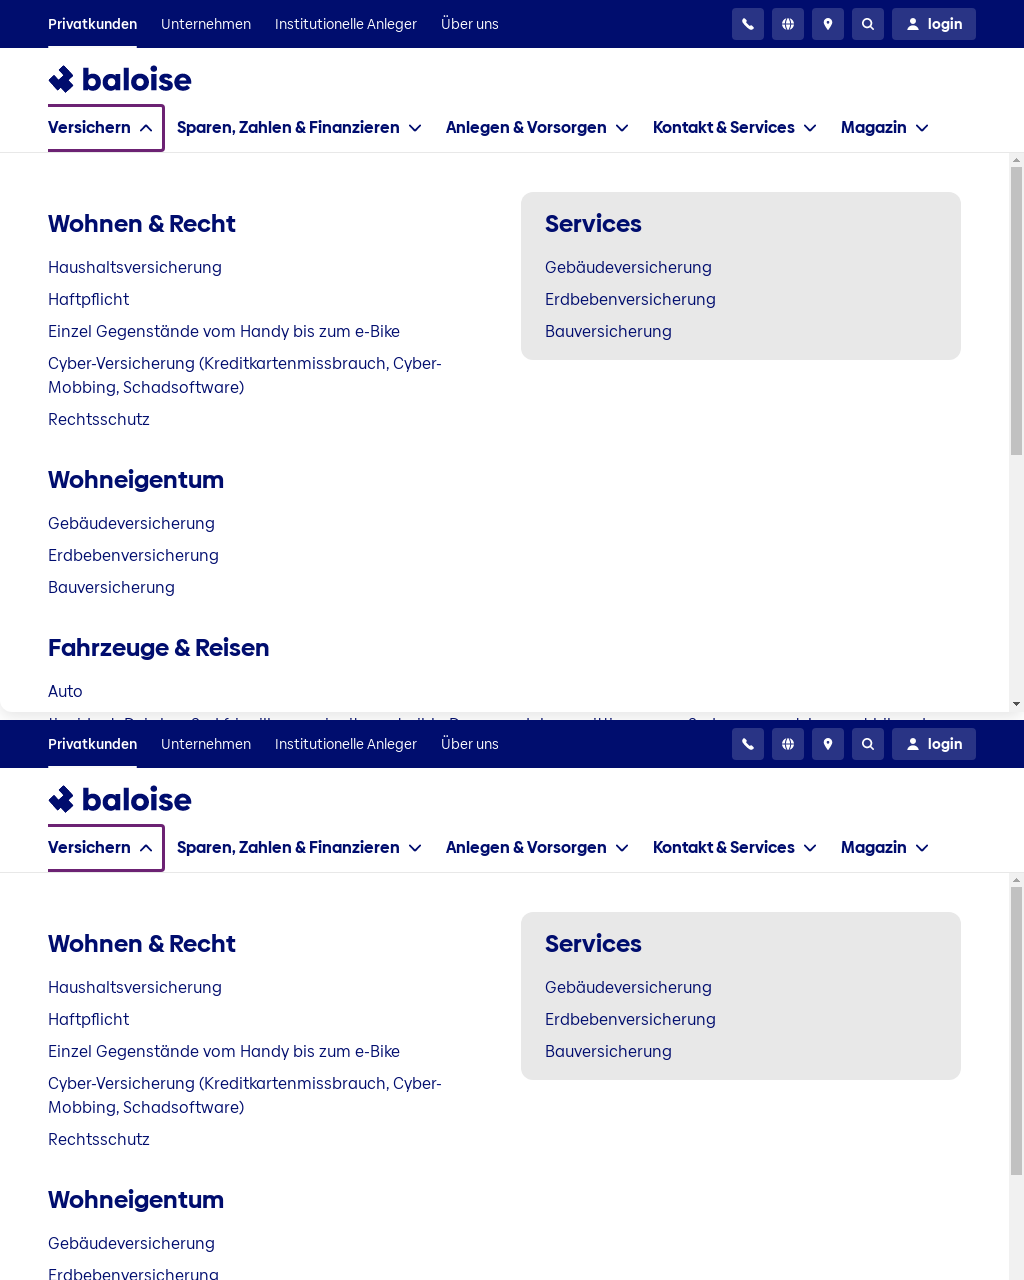 Privatkunden Unternehmen Institutionelle Anleger Über uns login
baloise
Versichern Sparen, Zahlen & Finanzieren Anlegen & Vorsorgen Kontakt & Services Magazin
Wohnen & Recht
Haushaltsversicherung
Haftpflicht
Einzel Gegenstände vom Handy bis zum e-Bike
Cyber-Versicherung (Kreditkartenmissbrauch, Cyber-
Mobbing, Schadsoftware)
Rechtsschutz
Services
Gebäudeversicherung
Erdbebenversicherung
Bauversicherung
Wohneigentum
Gebäudeversicherung
Erdbebenversicherung
Bauversicherung
Fahrzeuge & Reisen
Auto
Privatkunden Unternehmen Institutionelle Anleger Über uns login
baloise
Versichern Sparen, Zahlen & Finanzieren Anlegen & Vorsorgen Kontakt & Services Magazin
Wohnen & Recht
Haushaltsversicherung
Haftpflicht
Einzel Gegenstände vom Handy bis zum e-Bike
Cyber-Versicherung (Kreditkartenmissbrauch, Cyber-
Mobbing, Schadsoftware)
Rechtsschutz
Services
Gebäudeversicherung
Erdbebenversicherung
Bauversicherung
Wohneigentum
Gebäudeversicherung
Erdbebenversicherung